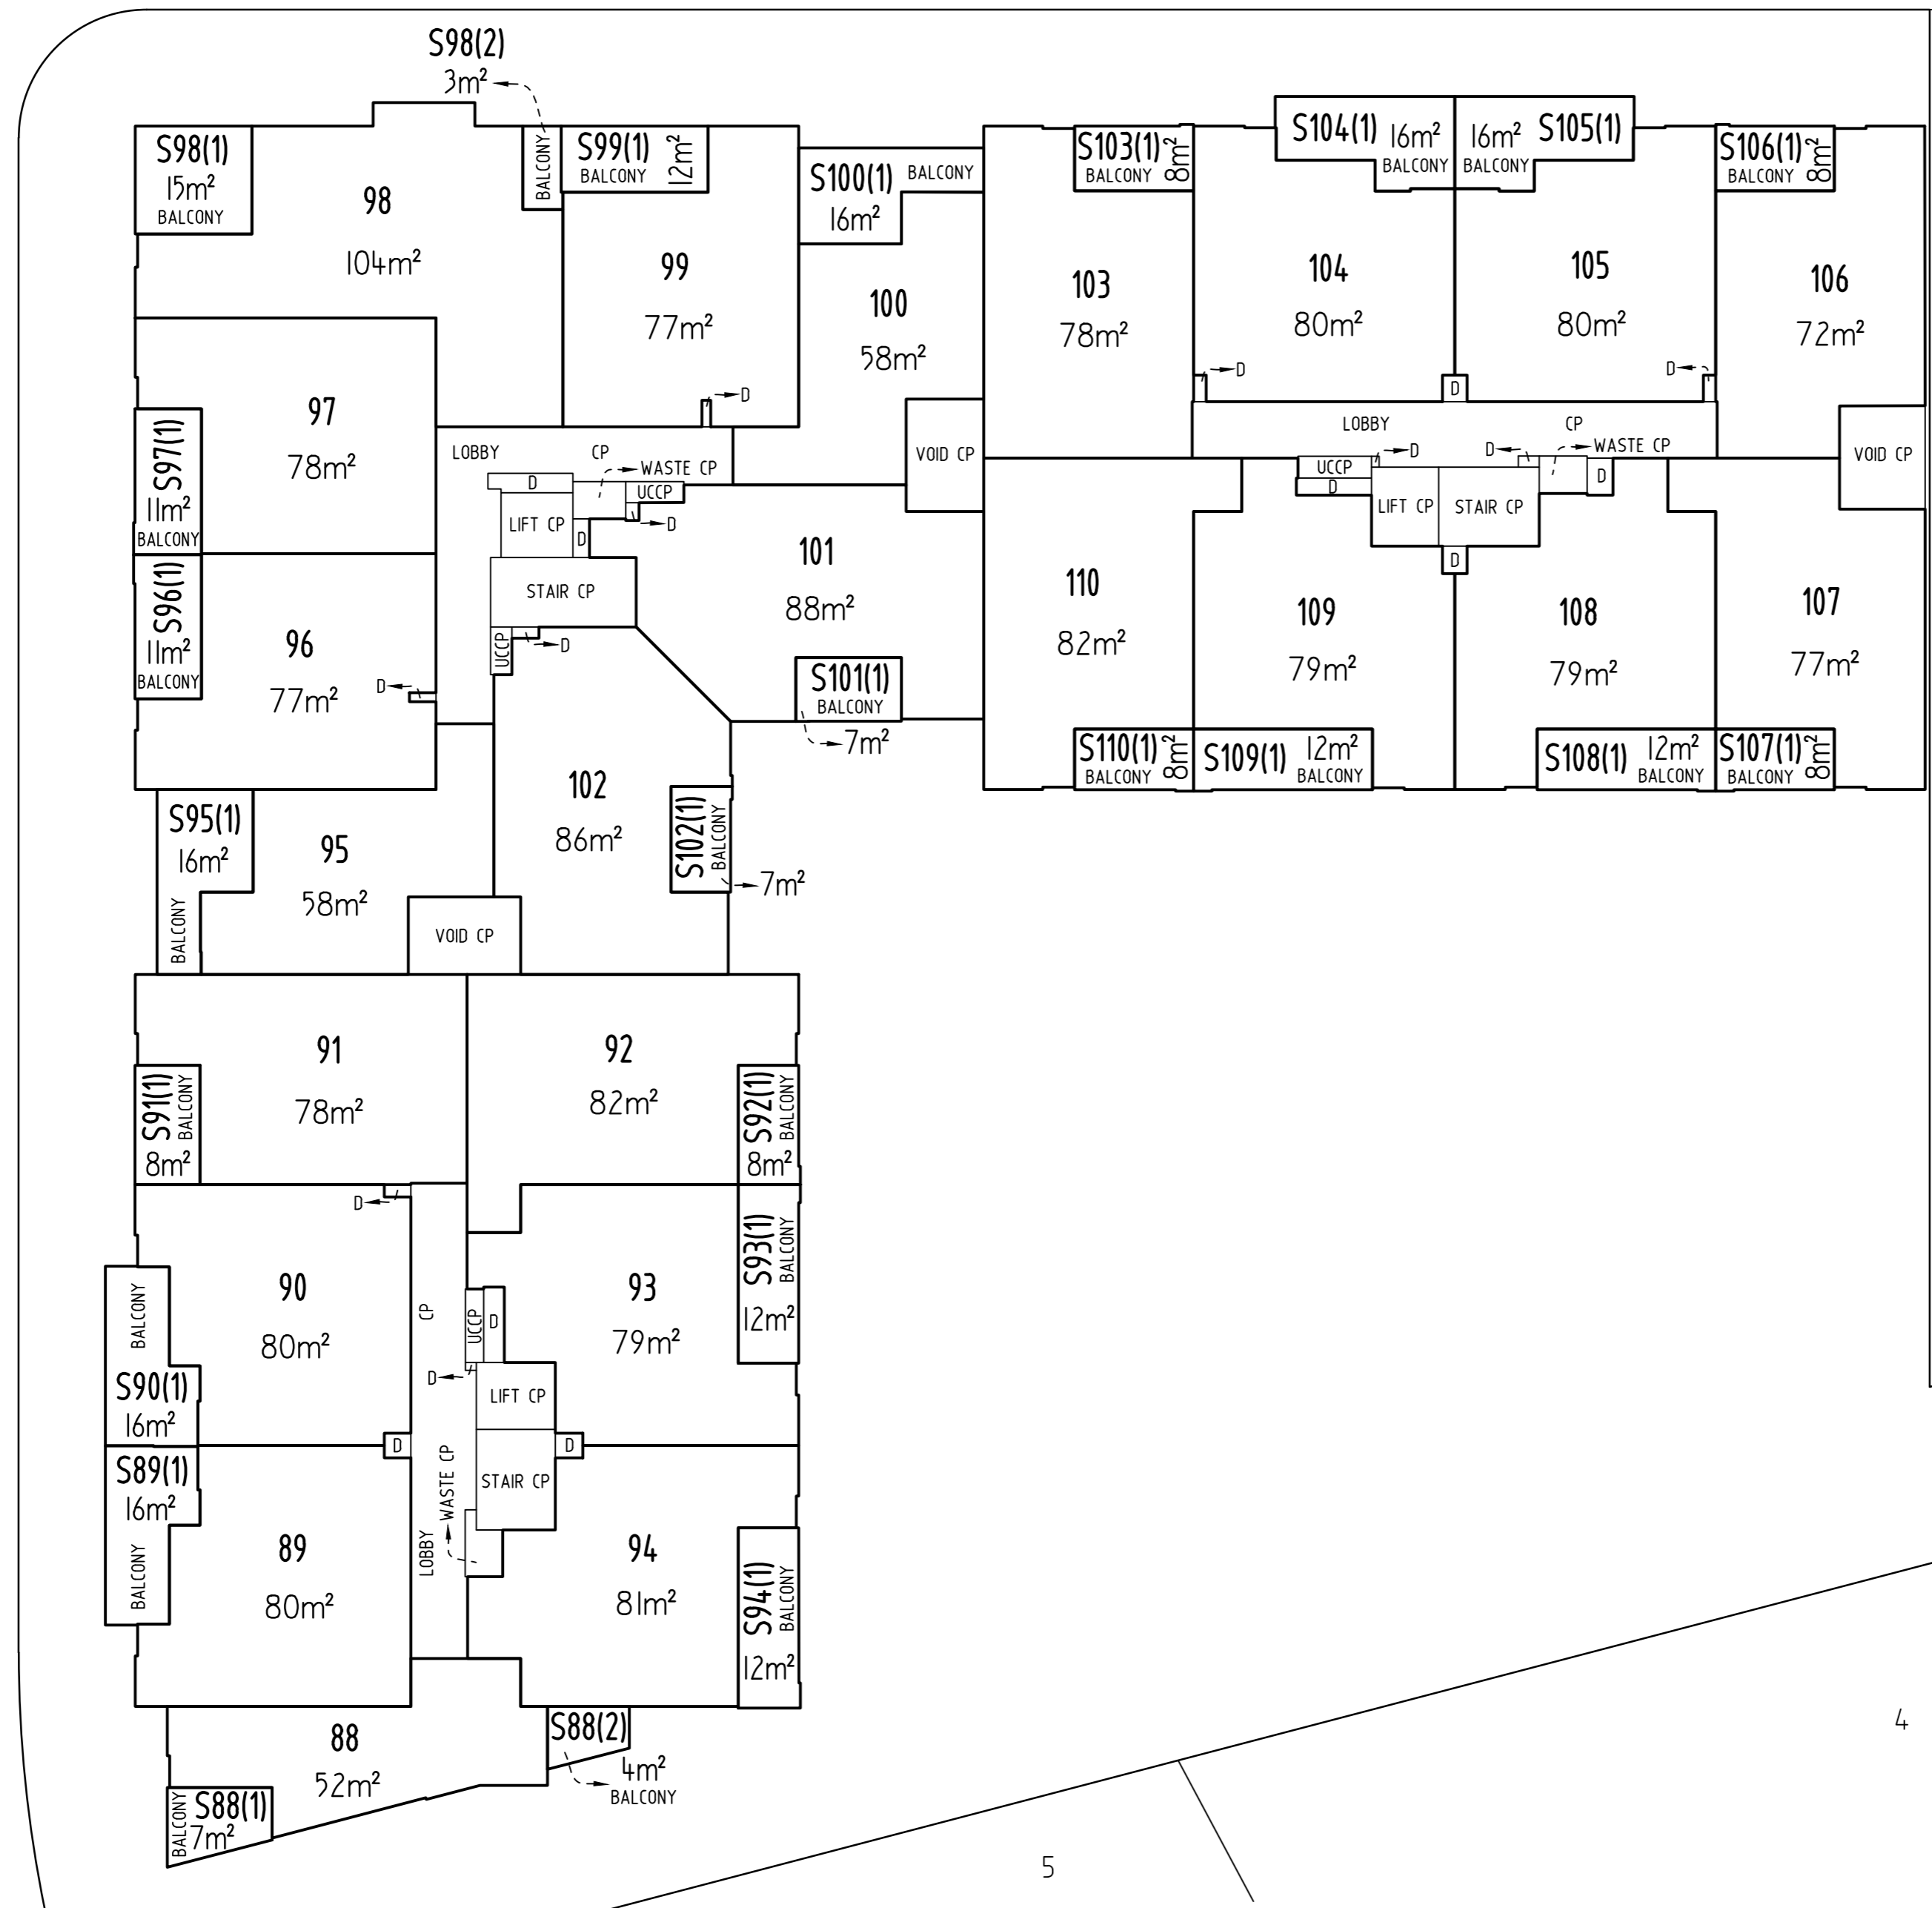 S98(2)
3m²
BALCONY
S98(1)
15m²
BALCONY
98
104m²
S99(1)
BALCONY
12m²
99
77m²
D
S100(1)
BALCONY
16m²
100
58m²
VOID CP
S103(1)
BALCONY
8m²
103
78m²
S104(1)
16m²
BALCONY
104
80m²
D
16m²
S105(1)
BALCONY
105
80m²
D
D
S106(1)
BALCONY
8m²
106
72m²
VOID CP
97
78m²
S97(1)
11m²
BALCONY
LOBBY
CP
WASTE CP
D
UCCP
LIFT CP
D
D
STAIR CP
UCCP
D
S96(1)
11m²
BALCONY
96
77m²
D
101
88m²
S101(1)
BALCONY
7m²
LOBBY
CP
WASTE CP
UCCP
D
D
D
D
LIFT CP
STAIR CP
D
110
82m²
S110(1)
BALCONY
8m²
109
79m²
S109(1)
12m²
BALCONY
108
79m²
S108(1)
12m²
BALCONY
107
77m²
S107(1)
BALCONY
8m²
S95(1)
16m²
BALCONY
95
58m²
VOID CP
102
86m²
S102(1)
BALCONY
7m²
91
78m²
S91(1)
BALCONY
8m²
92
82m²
S92(1)
BALCONY
8m²
D
90
80m²
BALCONY
S90(1)
16m²
CP
UCCP
D
D
LIFT CP
93
79m²
S93(1)
BALCONY
12m²
D
D
S89(1)
16m²
BALCONY
89
80m²
WASTE CP
STAIR CP
LOBBY
94
81m²
S94(1)
BALCONY
12m²
88
52m²
S88(2)
4m²
BALCONY
S88(1)
7m²
BALCONY
4
5